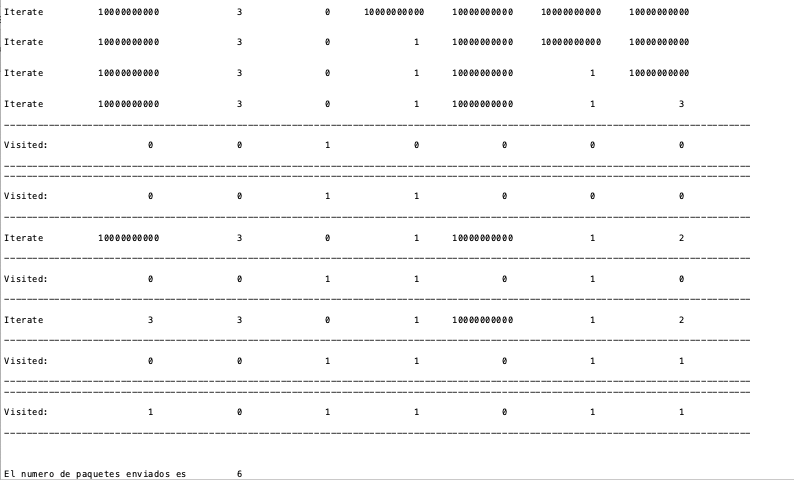 Iterate 10000000000 3 0 10000000000 10000000000 10000000000 10000000000
Iterate 10000000000 3 0 1 10000000000 10000000000 10000000000
Iterate 10000000000 3 0 1 10000000000 1 10000000000
Iterate 10000000000 3 0 1 10000000000 1 3
Visited: 0 0 1 0 0 0 0
Visited: 0 0 1 1 0 0 0
Iterate 10000000000 3 0 1 10000000000 1 2
Visited: 0 0 1 1 0 1 0
Iterate 3 3 0 1 10000000000 1 2
Visited: 0 0 1 1 0 1 1
Visited: 1 0 1 1 0 1 1
El numero de paquetes enviados es 6